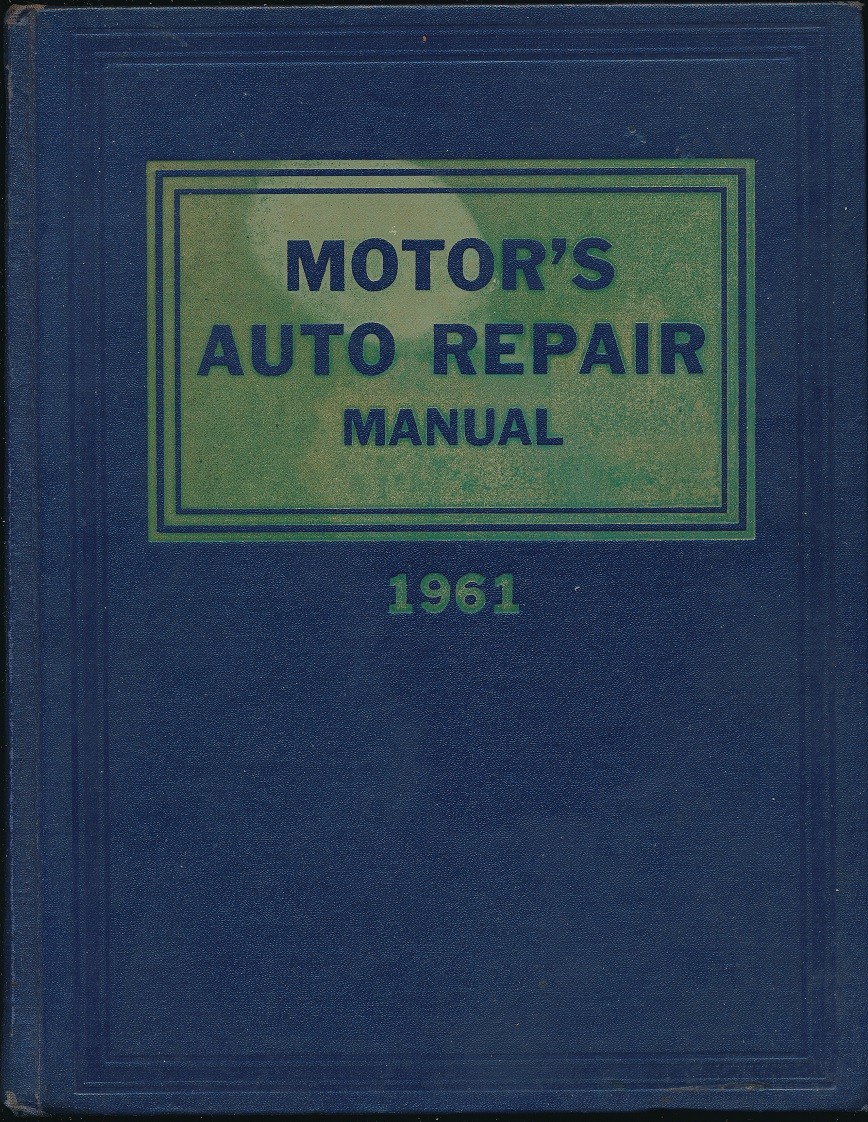 MOTOR'S
AUTO REPAIR
MANUAL
1961